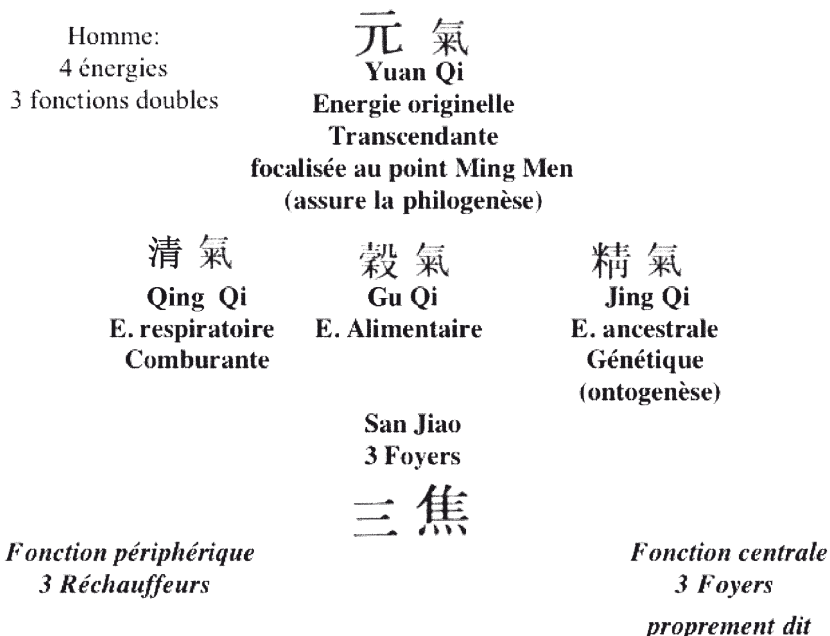 Homme:
4 énergies
3 fonctions doubles
元 氣
Yuan Qi
Energie originelle
Transcendante
focalisée au point Ming Men
(assure la philogenèse)
清 氣
Qing Qi
E. respiratoire
Comburante
穀 氣
Gu Qi
E. Alimentaire
精 氣
Jing Qi
E. ancestrale
Génétique
(ontogenèse)
San Jiao
3 Foyers
三 焦
Fonction périphérique
3 Réchauffeurs
Fonction centrale
3 Foyers
proprement dit